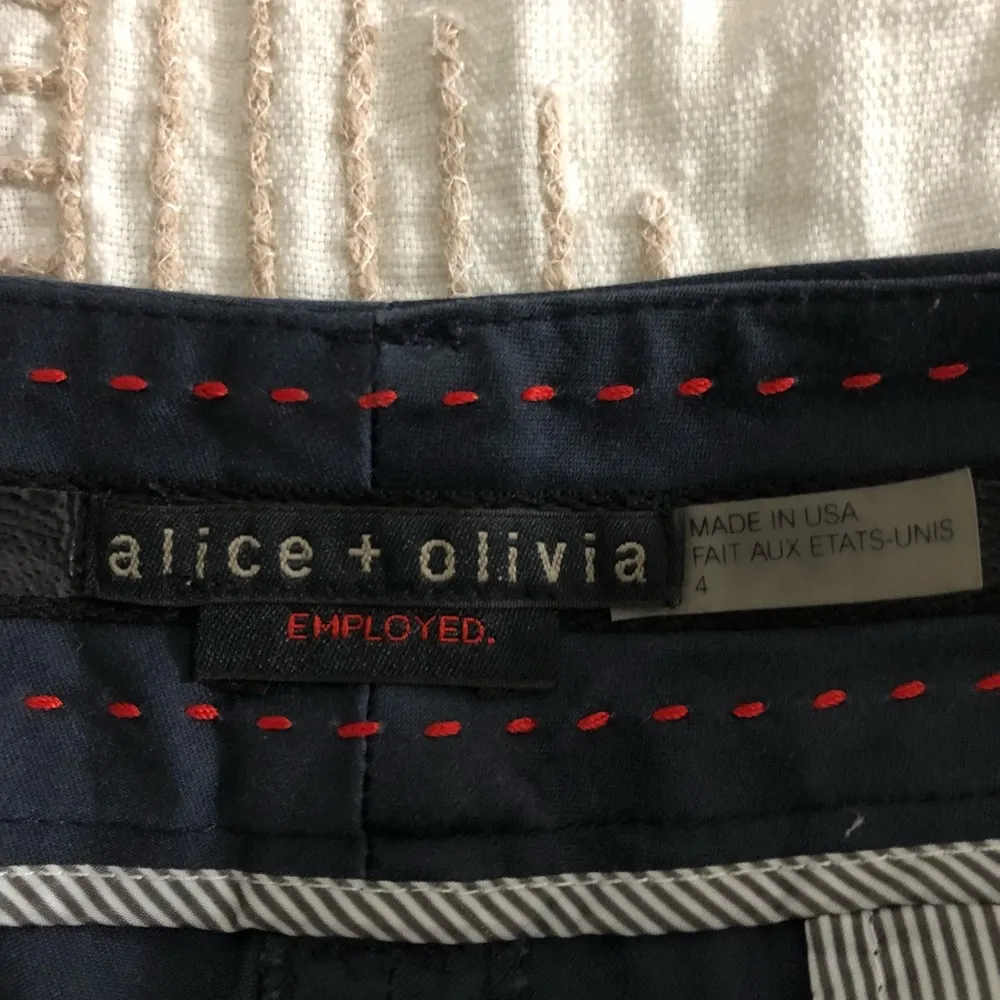 alice + olivia
EMPLOYED.
MADE IN USA
FAIT AUX ETATS-UNIS
4